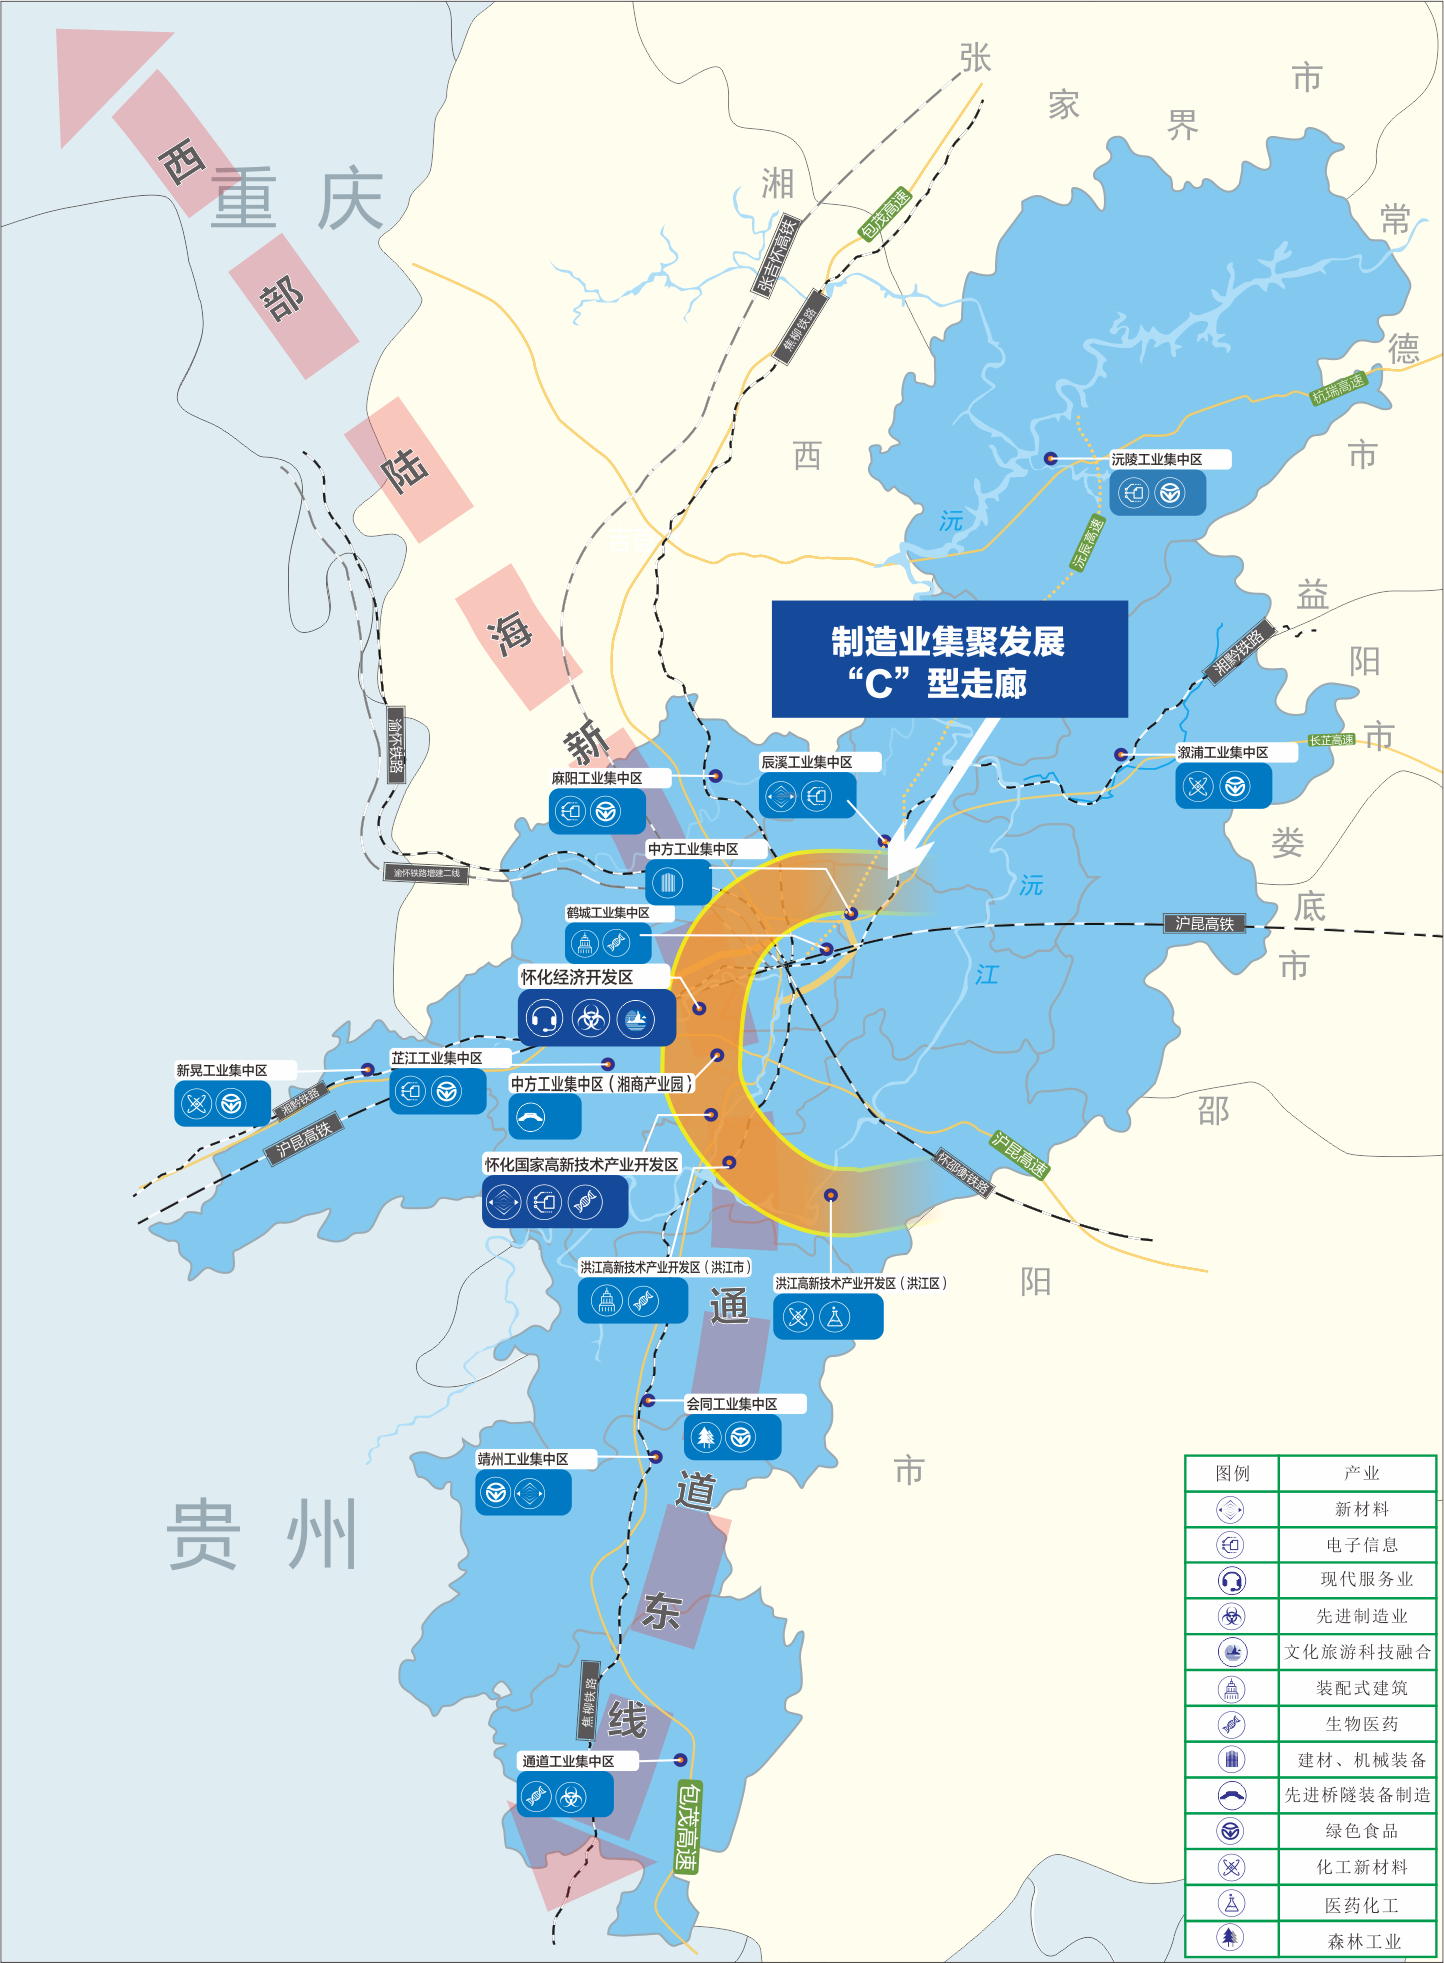 张
家
界
市
湘
西
常
德
市
益
阳
市
娄
底
市
邵
阳
市
重庆
贵州
西
部
陆
海
新
通
道
东
线
包茂高速
张吉怀高铁
焦柳铁路
杭瑞高速
沅陵工业集中区
沅
沅辰高速
制造业集聚发展
“C”型走廊
湘黔铁路
长芷高速
渝怀铁路
溆浦工业集中区
辰溪工业集中区
麻阳工业集中区
中方工业集中区
渝怀铁路增建二线
鹤城工业集中区
沅
江
沪昆高铁
怀化经济开发区
新晃工业集中区
芷江工业集中区
中方工业集中区（湘商产业园）
湘黔铁路
沪昆高铁
怀化国家高新技术产业开发区
沪昆高速
怀邵衡铁路
洪江高新技术产业开发区（洪江市）
洪江高新技术产业开发区（洪江区）
会同工业集中区
靖州工业集中区
焦柳铁路
通道工业集中区
包茂高速
图例 产业
新材料
电子信息
现代服务业
先进制造业
文化旅游科技融合
装配式建筑
生物医药
建材、机械装备
先进桥隧装备制造
绿色食品
化工新材料
医药化工
森林工业